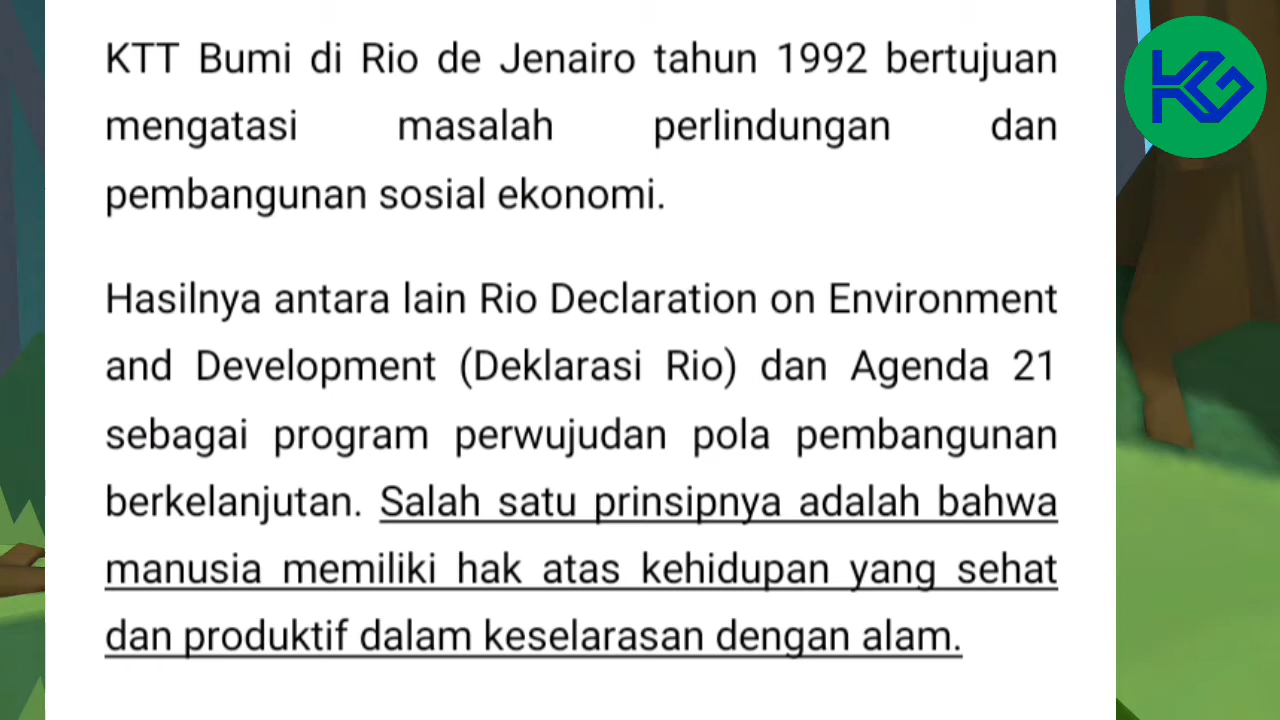 KTT Bumi di Rio de Jenairo tahun 1992 bertujuan
mengatasi masalah perlindungan dan
pembangunan sosial ekonomi.
Hasilnya antara lain Rio Declaration on Environment
and Development (Deklarasi Rio) dan Agenda 21
sebagai program perwujudan pola pembangunan
berkelanjutan. Salah satu prinsipnya adalah bahwa
manusia memiliki hak atas kehidupan yang sehat
dan produktif dalam keselarasan dengan alam.